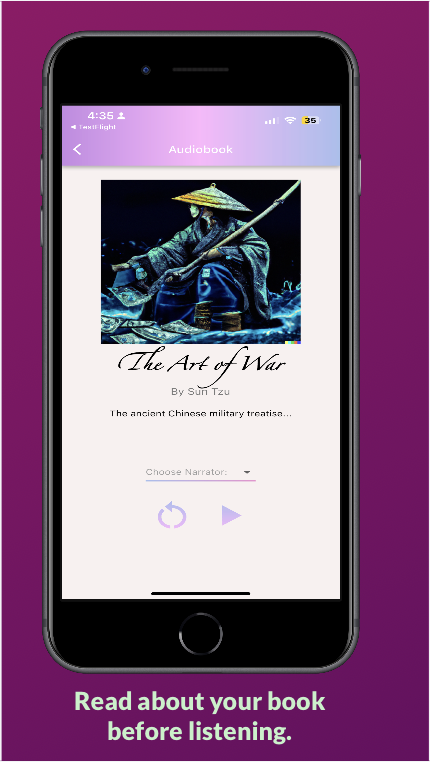 4:35
35
◀ TestFlight
Audiobook
The Art of War
By Sun Tzu
The ancient Chinese military treatise...
Choose Narrator:
Read about your book
before listening.